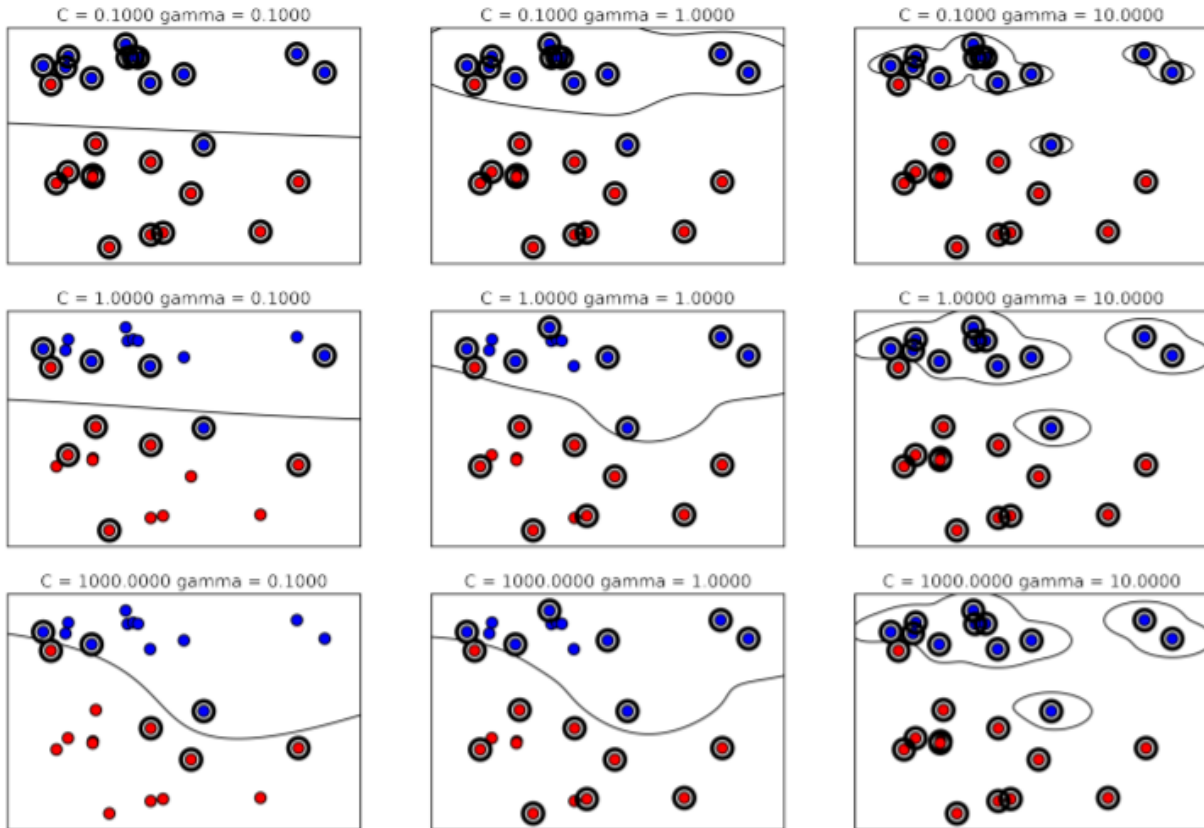 C = 0.1000 gamma = 0.1000
C = 0.1000 gamma = 1.0000
C = 0.1000 gamma = 10.0000
C = 1.0000 gamma = 0.1000
C = 1.0000 gamma = 1.0000
C = 1.0000 gamma = 10.0000
C = 1000.0000 gamma = 0.1000
C = 1000.0000 gamma = 1.0000
C = 1000.0000 gamma = 10.0000